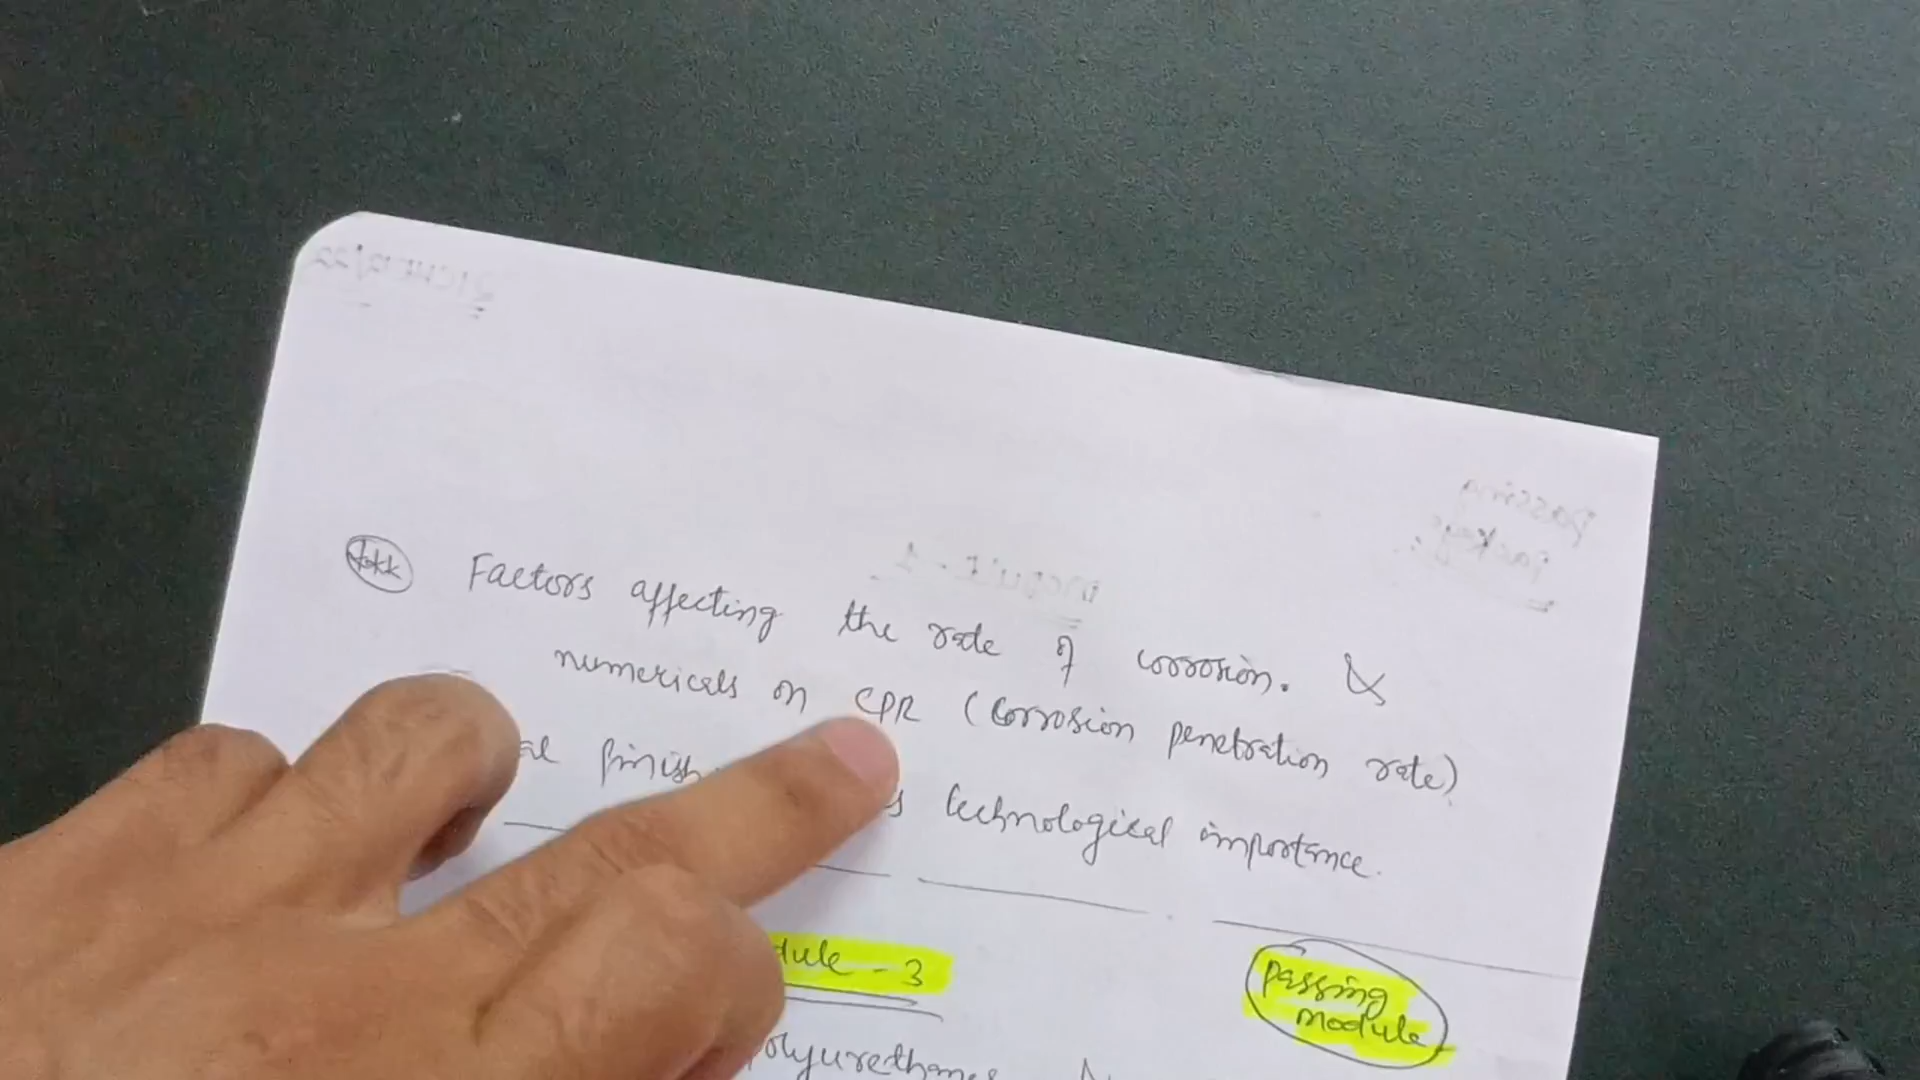 Factors affecting the rate of corrosion. &
numericals on CPR (Corrosion penetration rate)
al finish technological importance.
dule - 3
passing
module
polyurethane